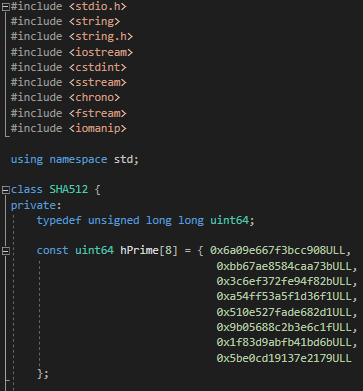 #include <stdio.h>
#include <string>
#include <string.h>
#include <iostream>
#include <cstdint>
#include <sstream>
#include <chrono>
#include <fstream>
#include <iomanip>
using namespace std;
class SHA512 {
private:
typedef unsigned long long uint64;
const uint64 hPrime[8] = { 0x6a09e667f3bcc908ULL,
0xbb67ae8584caa73bULL,
0x3c6ef372fe94f82bULL,
0xa54ff53a5f1d36f1ULL,
0x510e527fade682d1ULL,
0x9b05688c2b3e6c1fULL,
0x1f83d9abfb41bd6bULL,
0x5be0cd19137e2179ULL
};